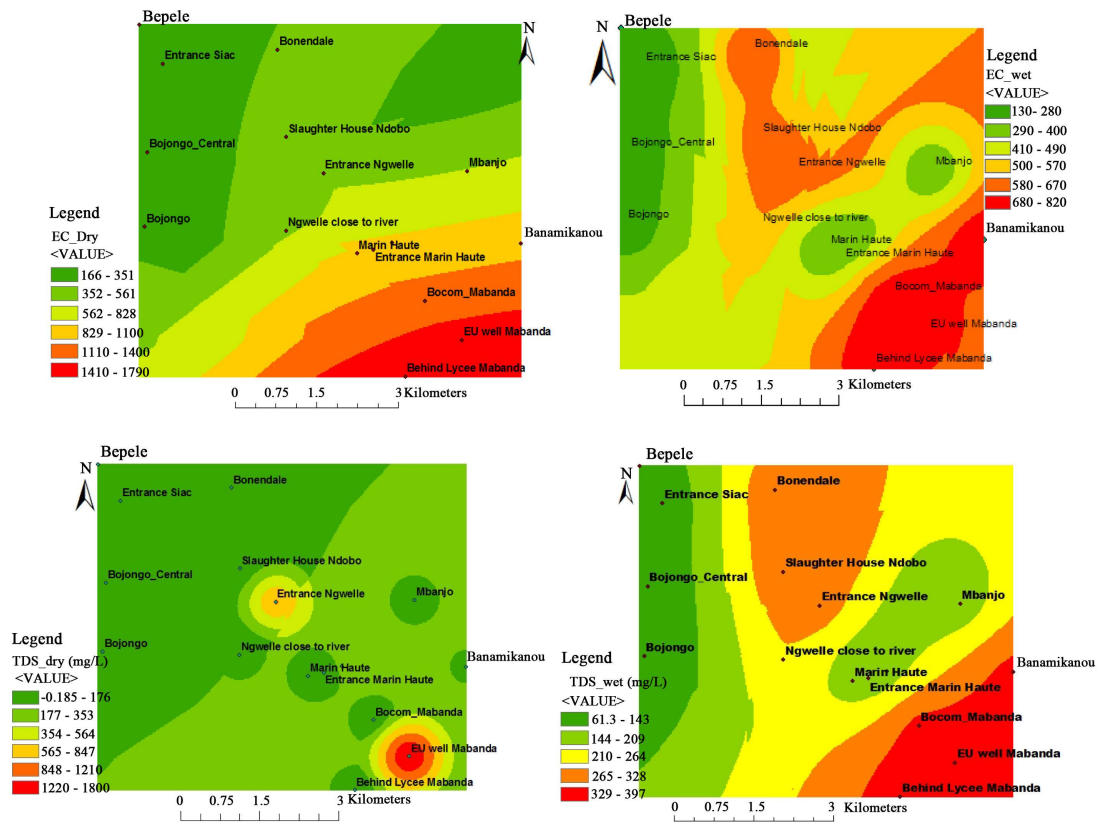 Bepele
N
Entrance Siac
Bonendale
Bojongo_Central
Slaughter House Ndobo
Entrance Ngwelle
Mbanjo
Bojongo
Ngwelle close to river
Banamikanou
Marin Haute
Entrance Marin Haute
Bocom_Mabanda
EU well Mabanda
Behind Lycee Mabanda
Legend
EC_Dry
<VALUE>
166 - 351
352 - 561
562 - 828
829 - 1100
1110 - 1400
1410 - 1790
0 0.75 1.5 3 Kilometers
Bepele
N
Entrance Siac
Bonendale
Bojongo_Central
Slaughter House Ndobo
Entrance Ngwelle
Mbanjo
Bojongo
Ngwelle close to river
Marin Haute
Banamikanou
Entrance Marin Haute
Bocom_Mabanda
EU well Mabanda
Behind Lycee Mabanda
Legend
EC_wet
<VALUE>
130- 280
290 - 400
410 - 490
500 - 570
580 - 670
680 - 820
0 0.75 1.5 3 Kilometers
Bepele
N
Entrance Siac
Bonendale
Bojongo_Central
Slaughter House Ndobo
Entrance Ngwelle
Mbanjo
Bojongo
Ngwelle close to river
Banamikanou
Marin Haute
Entrance Marin Haute
Bocom_Mabanda
EU well Mabanda
Behind Lycee Mabanda
Legend
TDS_dry (mg/L)
<VALUE>
-0.185 - 176
177 - 353
354 - 564
565 - 847
848 - 1210
1220 - 1800
0 0.75 1.5 3 Kilometers
Bepele
N
Entrance Siac
Bonendale
Bojongo_Central
Slaughter House Ndobo
Entrance Ngwelle
Mbanjo
Bojongo
Ngwelle close to river
Banamikanou
Marin Haute
Entrance Marin Haute
Bocom_Mabanda
EU well Mabanda
Behind Lycee Mabanda
Legend
TDS_wet (mg/L)
<VALUE>
61.3 - 143
144 - 209
210 - 264
265 - 328
329 - 397
0 0.75 1.5 3 Kilometers